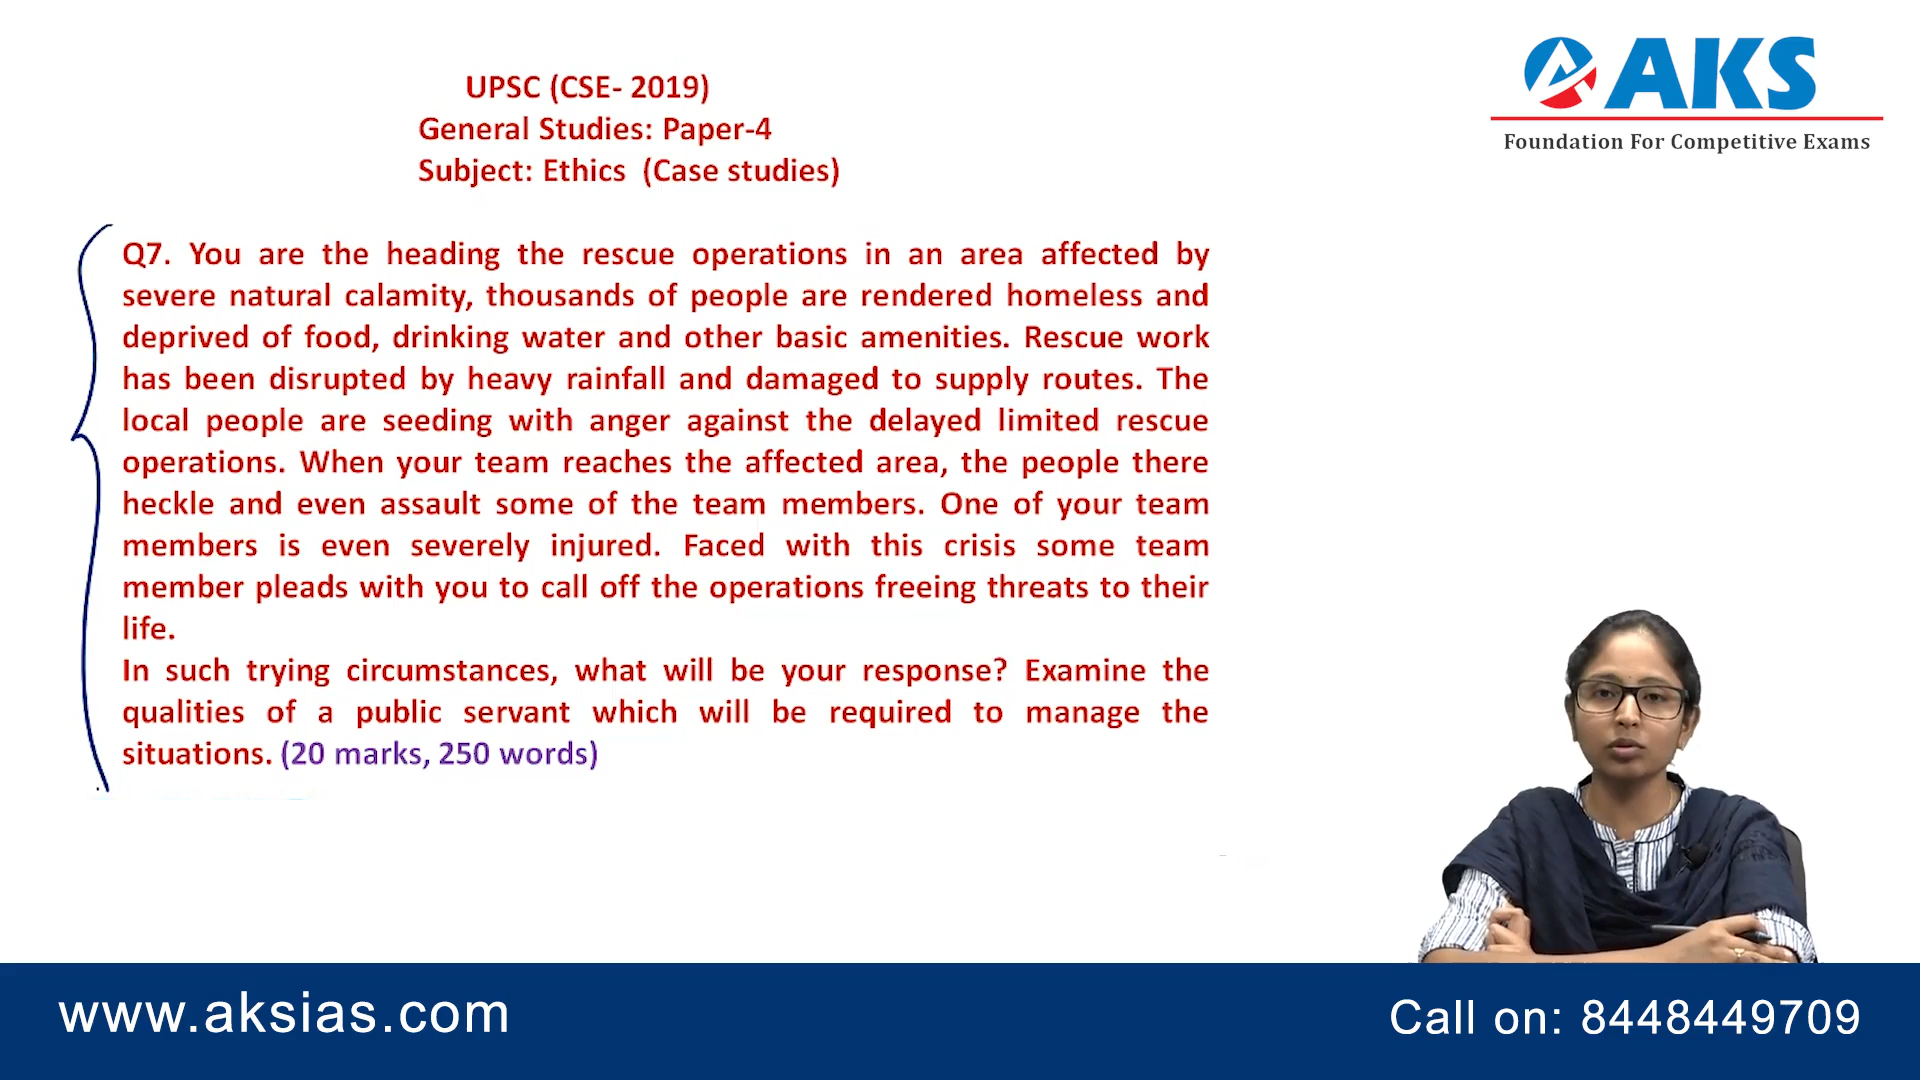 UPSC (CSE- 2019)
General Studies: Paper-4
Subject: Ethics (Case studies)
AKS
Foundation For Competitive Exams
Q7. You are the heading the rescue operations in an area affected by
severe natural calamity, thousands of people are rendered homeless and
deprived of food, drinking water and other basic amenities. Rescue work
has been disrupted by heavy rainfall and damaged to supply routes. The
local people are seeding with anger against the delayed limited rescue
operations. When your team reaches the affected area, the people there
heckle and even assault some of the team members. One of your team
members is even severely injured. Faced with this crisis some team
member pleads with you to call off the operations freeing threats to their
life.
In such trying circumstances, what will be your response? Examine the
qualities of a public servant which will be required to manage the
situations. (20 marks, 250 words)
www.aksias.com
Call on: 8448449709